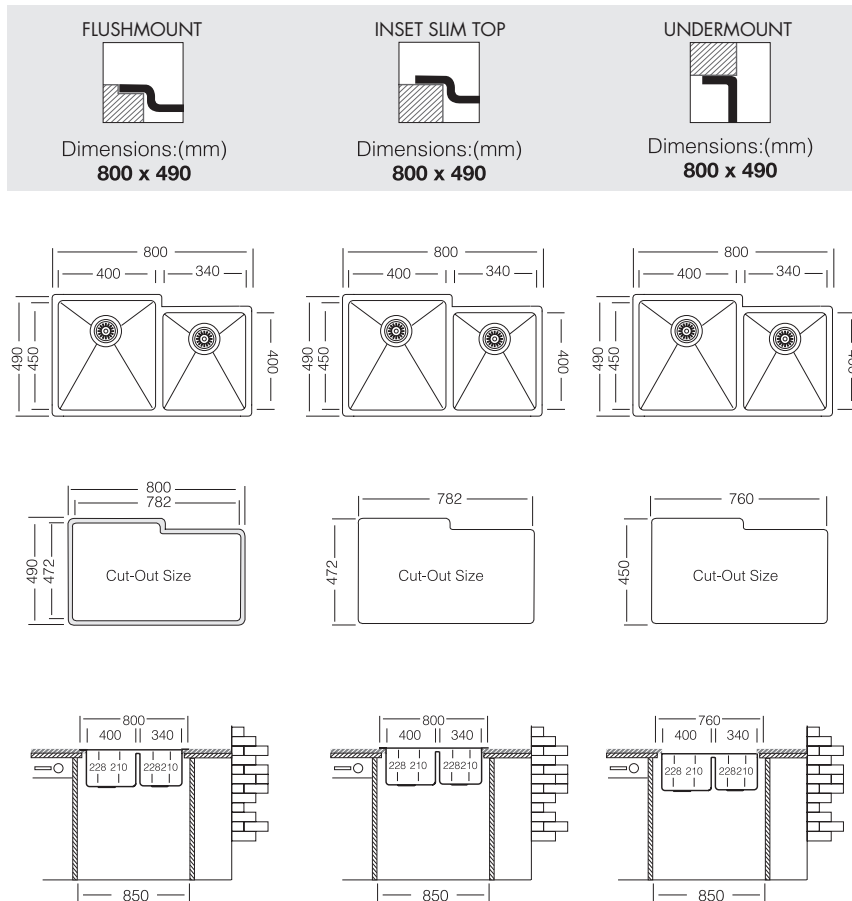 FLUSHMOUNT
Dimensions:(mm)
800 x 490
INSET SLIM TOP
Dimensions:(mm)
800 x 490
UNDERMOUNT
Dimensions:(mm)
800 x 490
800
400 340
490 450 400
800
400 340
490 450 400
800
400 340
490 450
800
782
490 472
Cut-Out Size
782
472
Cut-Out Size
760
450
Cut-Out Size
800
400 340
228 210 228 210
850
800
400 340
228 210 228 210
850
760
400 340
228 210 228 210
850